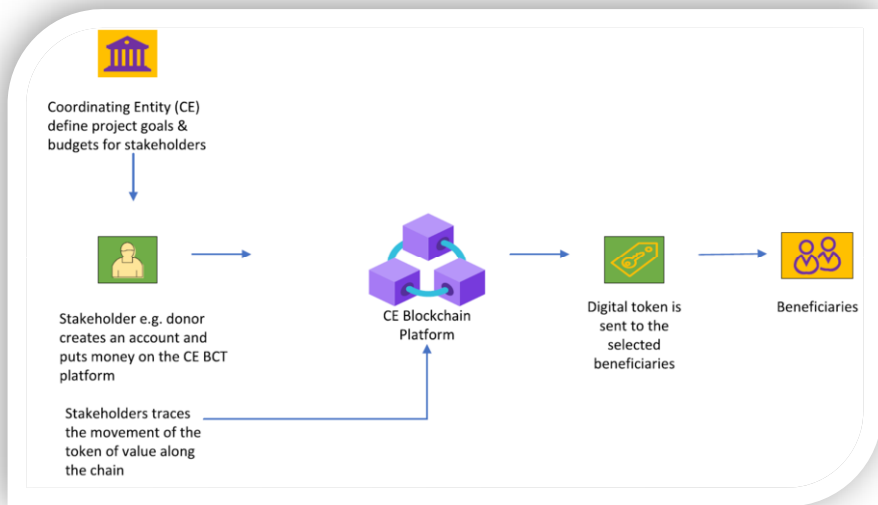 Coordinating Entity (CE)
define project goals &
budgets for stakeholders
Stakeholder e.g. donor
creates an account and
puts money on the CE BCT
platform
CE Blockchain
Platform
Digital token is
sent to the
selected
beneficiaries
Beneficiaries
Stakeholders traces
the movement of the
token of value along
the chain